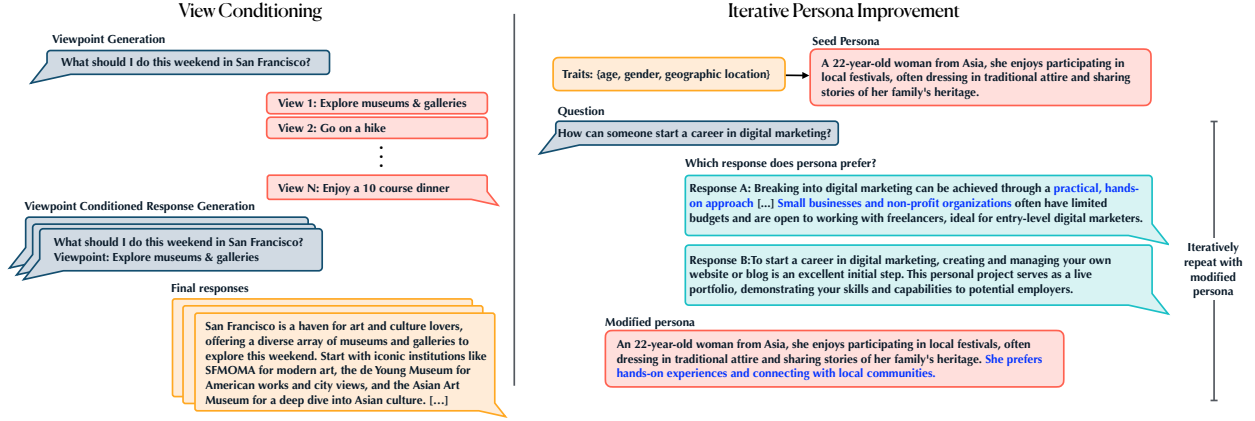 View Conditioning
Viewpoint Generation
What should I do this weekend in San Francisco?
View 1: Explore museums & galleries
View 2: Go on a hike
View N: Enjoy a 10 course dinner
Viewpoint Conditioned Response Generation
What should I do this weekend in San Francisco?
Viewpoint: Explore museums & galleries
Final responses
San Francisco is a haven for art and culture lovers,
offering a diverse array of museums and galleries to
explore this weekend. Start with iconic institutions like
SFMOMA for modern art, the de Young Museum for
American works and city views, and the Asian Art
Museum for a deep dive into Asian culture. [...]
Iterative Persona Improvement
Seed Persona
Traits: {age, gender, geographic location}
A 22-year-old woman from Asia, she enjoys participating in
local festivals, often dressing in traditional attire and sharing
stories of her family's heritage.
Question
How can someone start a career in digital marketing?
Which response does persona prefer?
Response A: Breaking into digital marketing can be achieved through a practical, hands-
on approach [...] Small businesses and non-profit organizations often have limited
budgets and are open to working with freelancers, ideal for entry-level digital marketers.
Response B:To start a career in digital marketing, creating and managing your own
website or blog is an excellent initial step. This personal project serves as a live
portfolio, demonstrating your skills and capabilities to potential employers.
Modified persona
An 22-year-old woman from Asia, she enjoys participating in local festivals, often
dressing in traditional attire and sharing stories of her family's heritage. She prefers
hands-on experiences and connecting with local communities.
Iteratively
repeat with
modified
persona